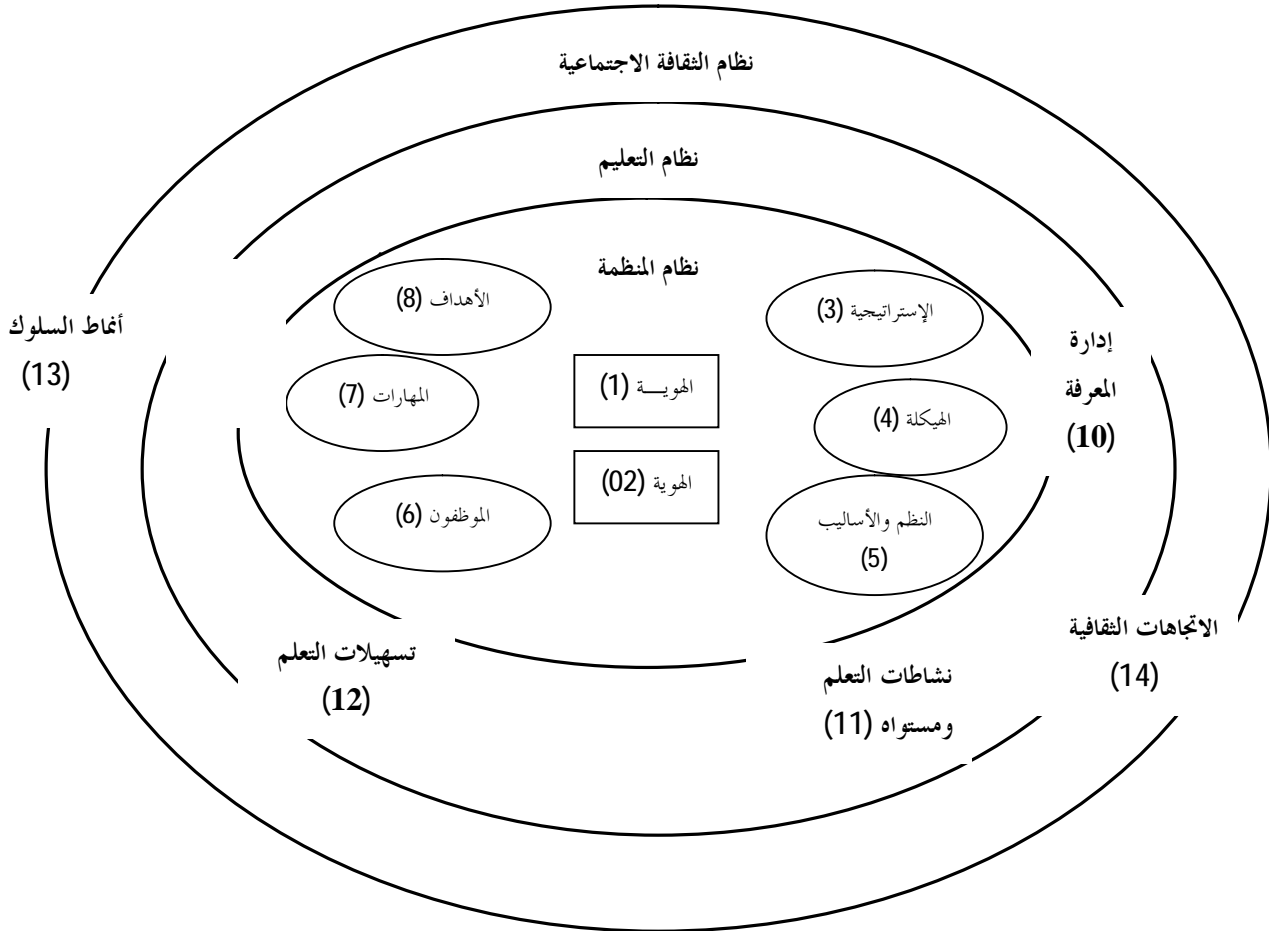 نظام الثقافة الاجتماعية
نظام التعليم
نظام المنظمة
الأهداف (8)
الإستراتيجية (3)
أنماط السلوك
(13)
إدارة
المعرفة
(10)
المهارات (7)
الهويـــة (1)
الهيكلة (4)
الهوية (02)
الموظفون (6)
النظم والأساليب
(5)
الاتجاهات الثقافية
(14)
تسهيلات التعلم
(12)
نشاطات التعلم
ومستواه (11)